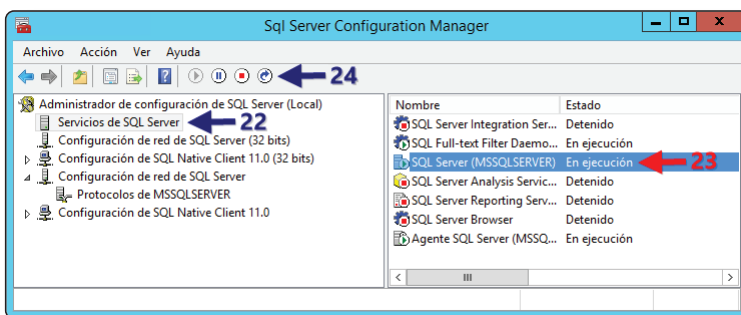 Sql Server Configuration Manager
Archivo Acción Ver Ayuda
24
Administrador de configuración de SQL Server (Local)
Servicios de SQL Server 22
Configuración de red de SQL Server (32 bits)
Configuración de SQL Native Client 11.0 (32 bits)
Configuración de red de SQL Server
Protocolos de MSSQLSERVER
Configuración de SQL Native Client 11.0
Nombre Estado
SQL Server Integration Ser... Detenido
SQL Full-text Filter Daemo... En ejecución
SQL Server (MSSQLSERVER) En ejecución 23
SQL Server Analysis Servic... Detenido
SQL Server Reporting Serv... Detenido
SQL Server Browser Detenido
Agente SQL Server (MSSQ... En ejecución